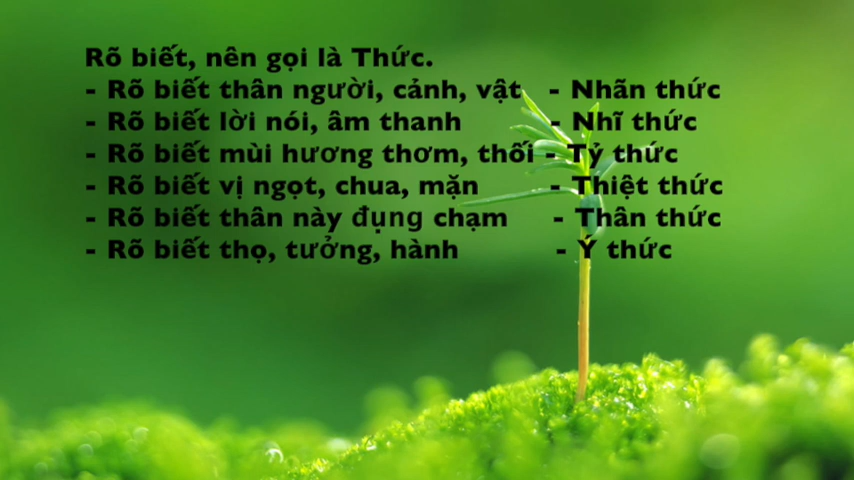 Rõ biết, nên gọi là Thức.
- Rõ biết thân người, cảnh, vật - Nhãn thức
- Rõ biết lời nói, âm thanh - Nhĩ thức
- Rõ biết mùi hương thơm, thối - Tỷ thức
- Rõ biết vị ngọt, chua, mặn - Thiệt thức
- Rõ biết thân này đụng chạm - Thân thức
- Rõ biết thọ, tưởng, hành - Ý thức